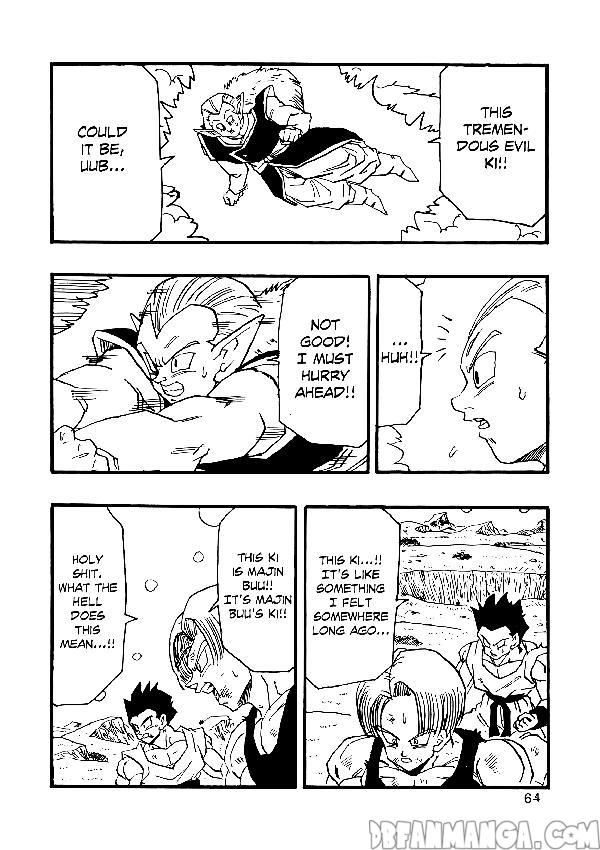 THIS
TREMEN-
DOUS EVIL
KI!!
COULD
IT BE,
UUB...
...
HUH!!
NOT
GOOD!
I MUST
HURRY
AHEAD!!
THIS KI...!!
IT'S LIKE
SOMETHING
I FELT
SOMEWHERE
LONG AGO...
THIS KI
IS MAJIN
BUU!!
IT'S MAJIN
BUU'S KI!!
HOLY
SHIT.
WHAT THE
HELL
DOES
THIS
MEAN...!!
64
DBFANMANGA.COM